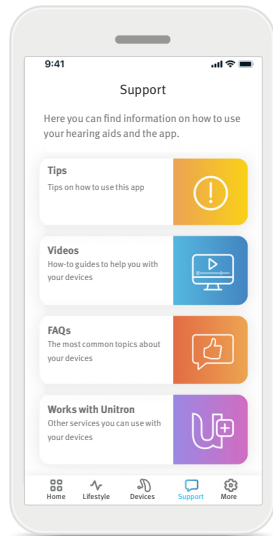 9:41
Support
Here you can find information on how to use
your hearing aids and the app.
Tips
Tips on how to use this app
Videos
How-to guides to help you with
your devices
FAQs
The most common topics about
your devices
Works with Unitron
Other services you can use with
your devices
Home Lifestyle Devices Support More